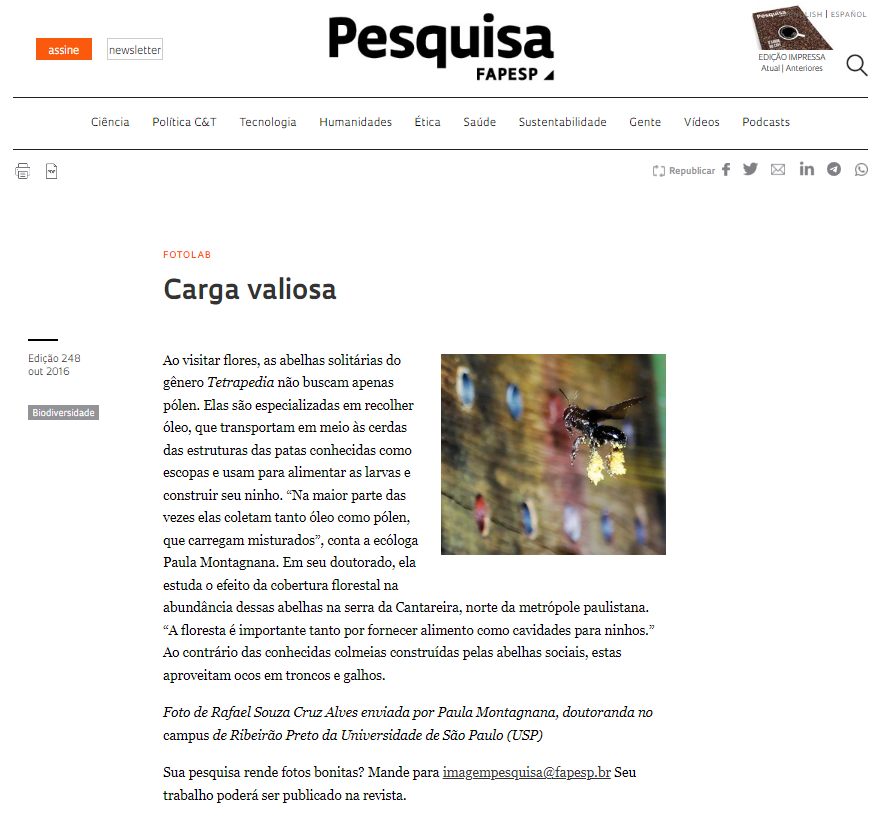 assine
newsletter
Pesquisa
FAPESP
Pesquisa
ENGLISH | ESPAÑOL
EDIÇÃO IMPRESSA
Atual | Anteriores
Ciência Política C&T Tecnologia Humanidades Ética Saúde Sustentabilidade Gente Vídeos Podcasts
Republicar
FOTOLAB
Carga valiosa
Edição 248
out 2016
Biodiversidade
Ao visitar flores, as abelhas solitárias do
gênero Tetrapedia não buscam apenas
pólen. Elas são especializadas em recolher
óleo, que transportam em meio às cerdas
das estruturas das patas conhecidas como
escopas e usam para alimentar as larvas e
construir seu ninho. “Na maior parte das
vezes elas coletam tanto óleo como pólen,
que carregam misturados”, conta a ecóloga
Paula Montagnana. Em seu doutorado, ela
estuda o efeito da cobertura florestal na
abundância dessas abelhas na serra da Cantareira, norte da metrópole paulistana.
“A floresta é importante tanto por fornecer alimento como cavidades para ninhos.”
Ao contrário das conhecidas colmeias construídas pelas abelhas sociais, estas
aproveitam ocos em troncos e galhos.
Foto de Rafael Souza Cruz Alves enviada por Paula Montagnana, doutoranda no
campus de Ribeirão Preto da Universidade de São Paulo (USP)
Sua pesquisa rende fotos bonitas? Mande para imagempesquisa@fapesp.br Seu
trabalho poderá ser publicado na revista.